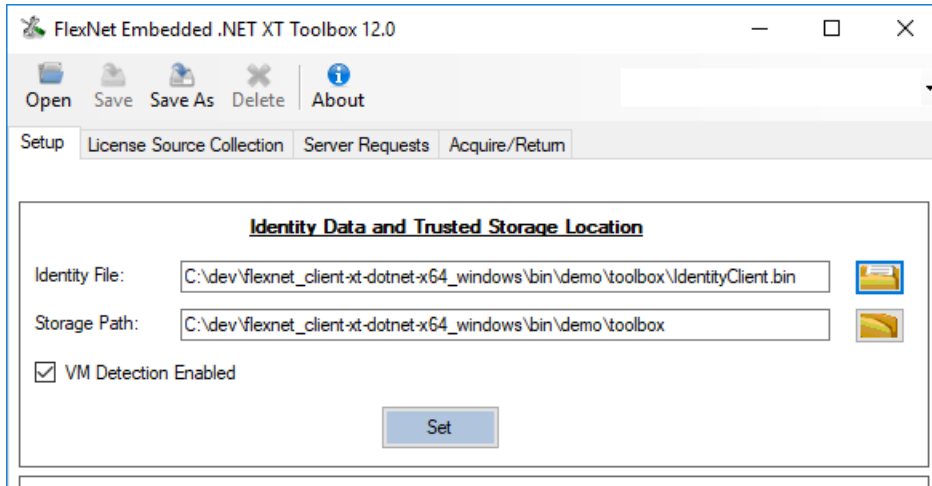 FlexNet Embedded .NET XT Toolbox 12.0
Open Save Save As Delete About
Setup License Source Collection Server Requests Acquire/Return
Identity Data and Trusted Storage Location
Identity File: C:\dev\flexnet_client-xt-dotnet-x64_windows\bin\demo\toolbox\IdentityClient.bin
Storage Path: C:\dev\flexnet_client-xt-dotnet-x64_windows\bin\demo\toolbox
VM Detection Enabled
Set